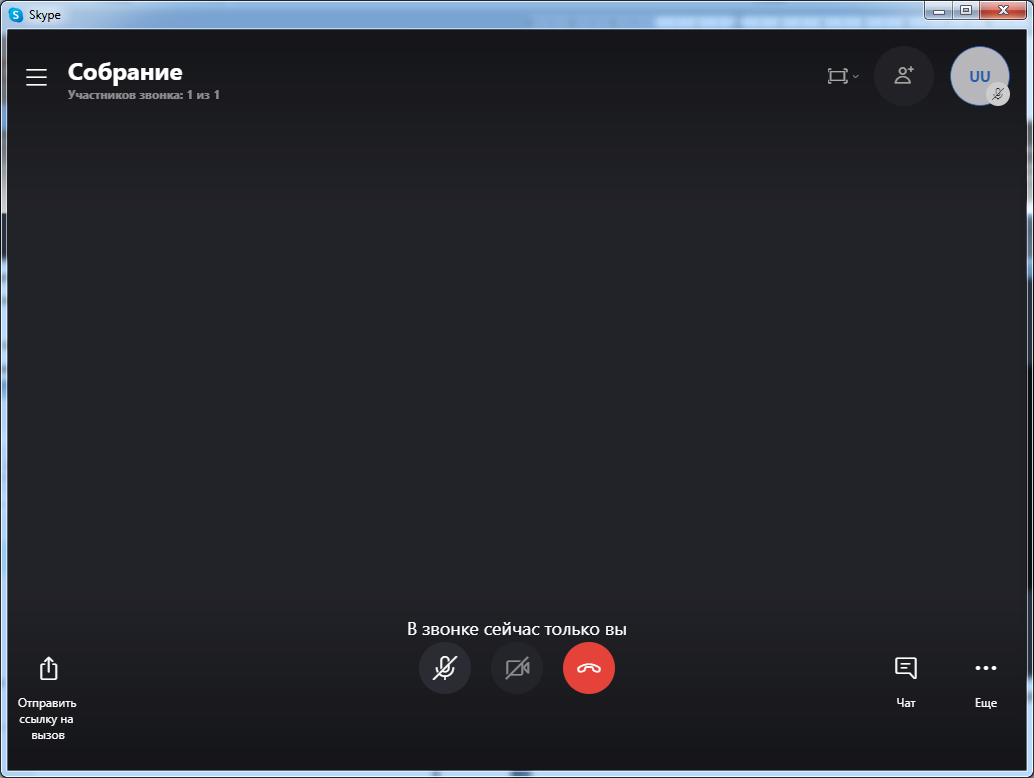 Skype
Собрание
Участников звонка: 1 из 1
UU
В звонке сейчас только вы
Отправить
ссылку на
вызов
Чат
Еще